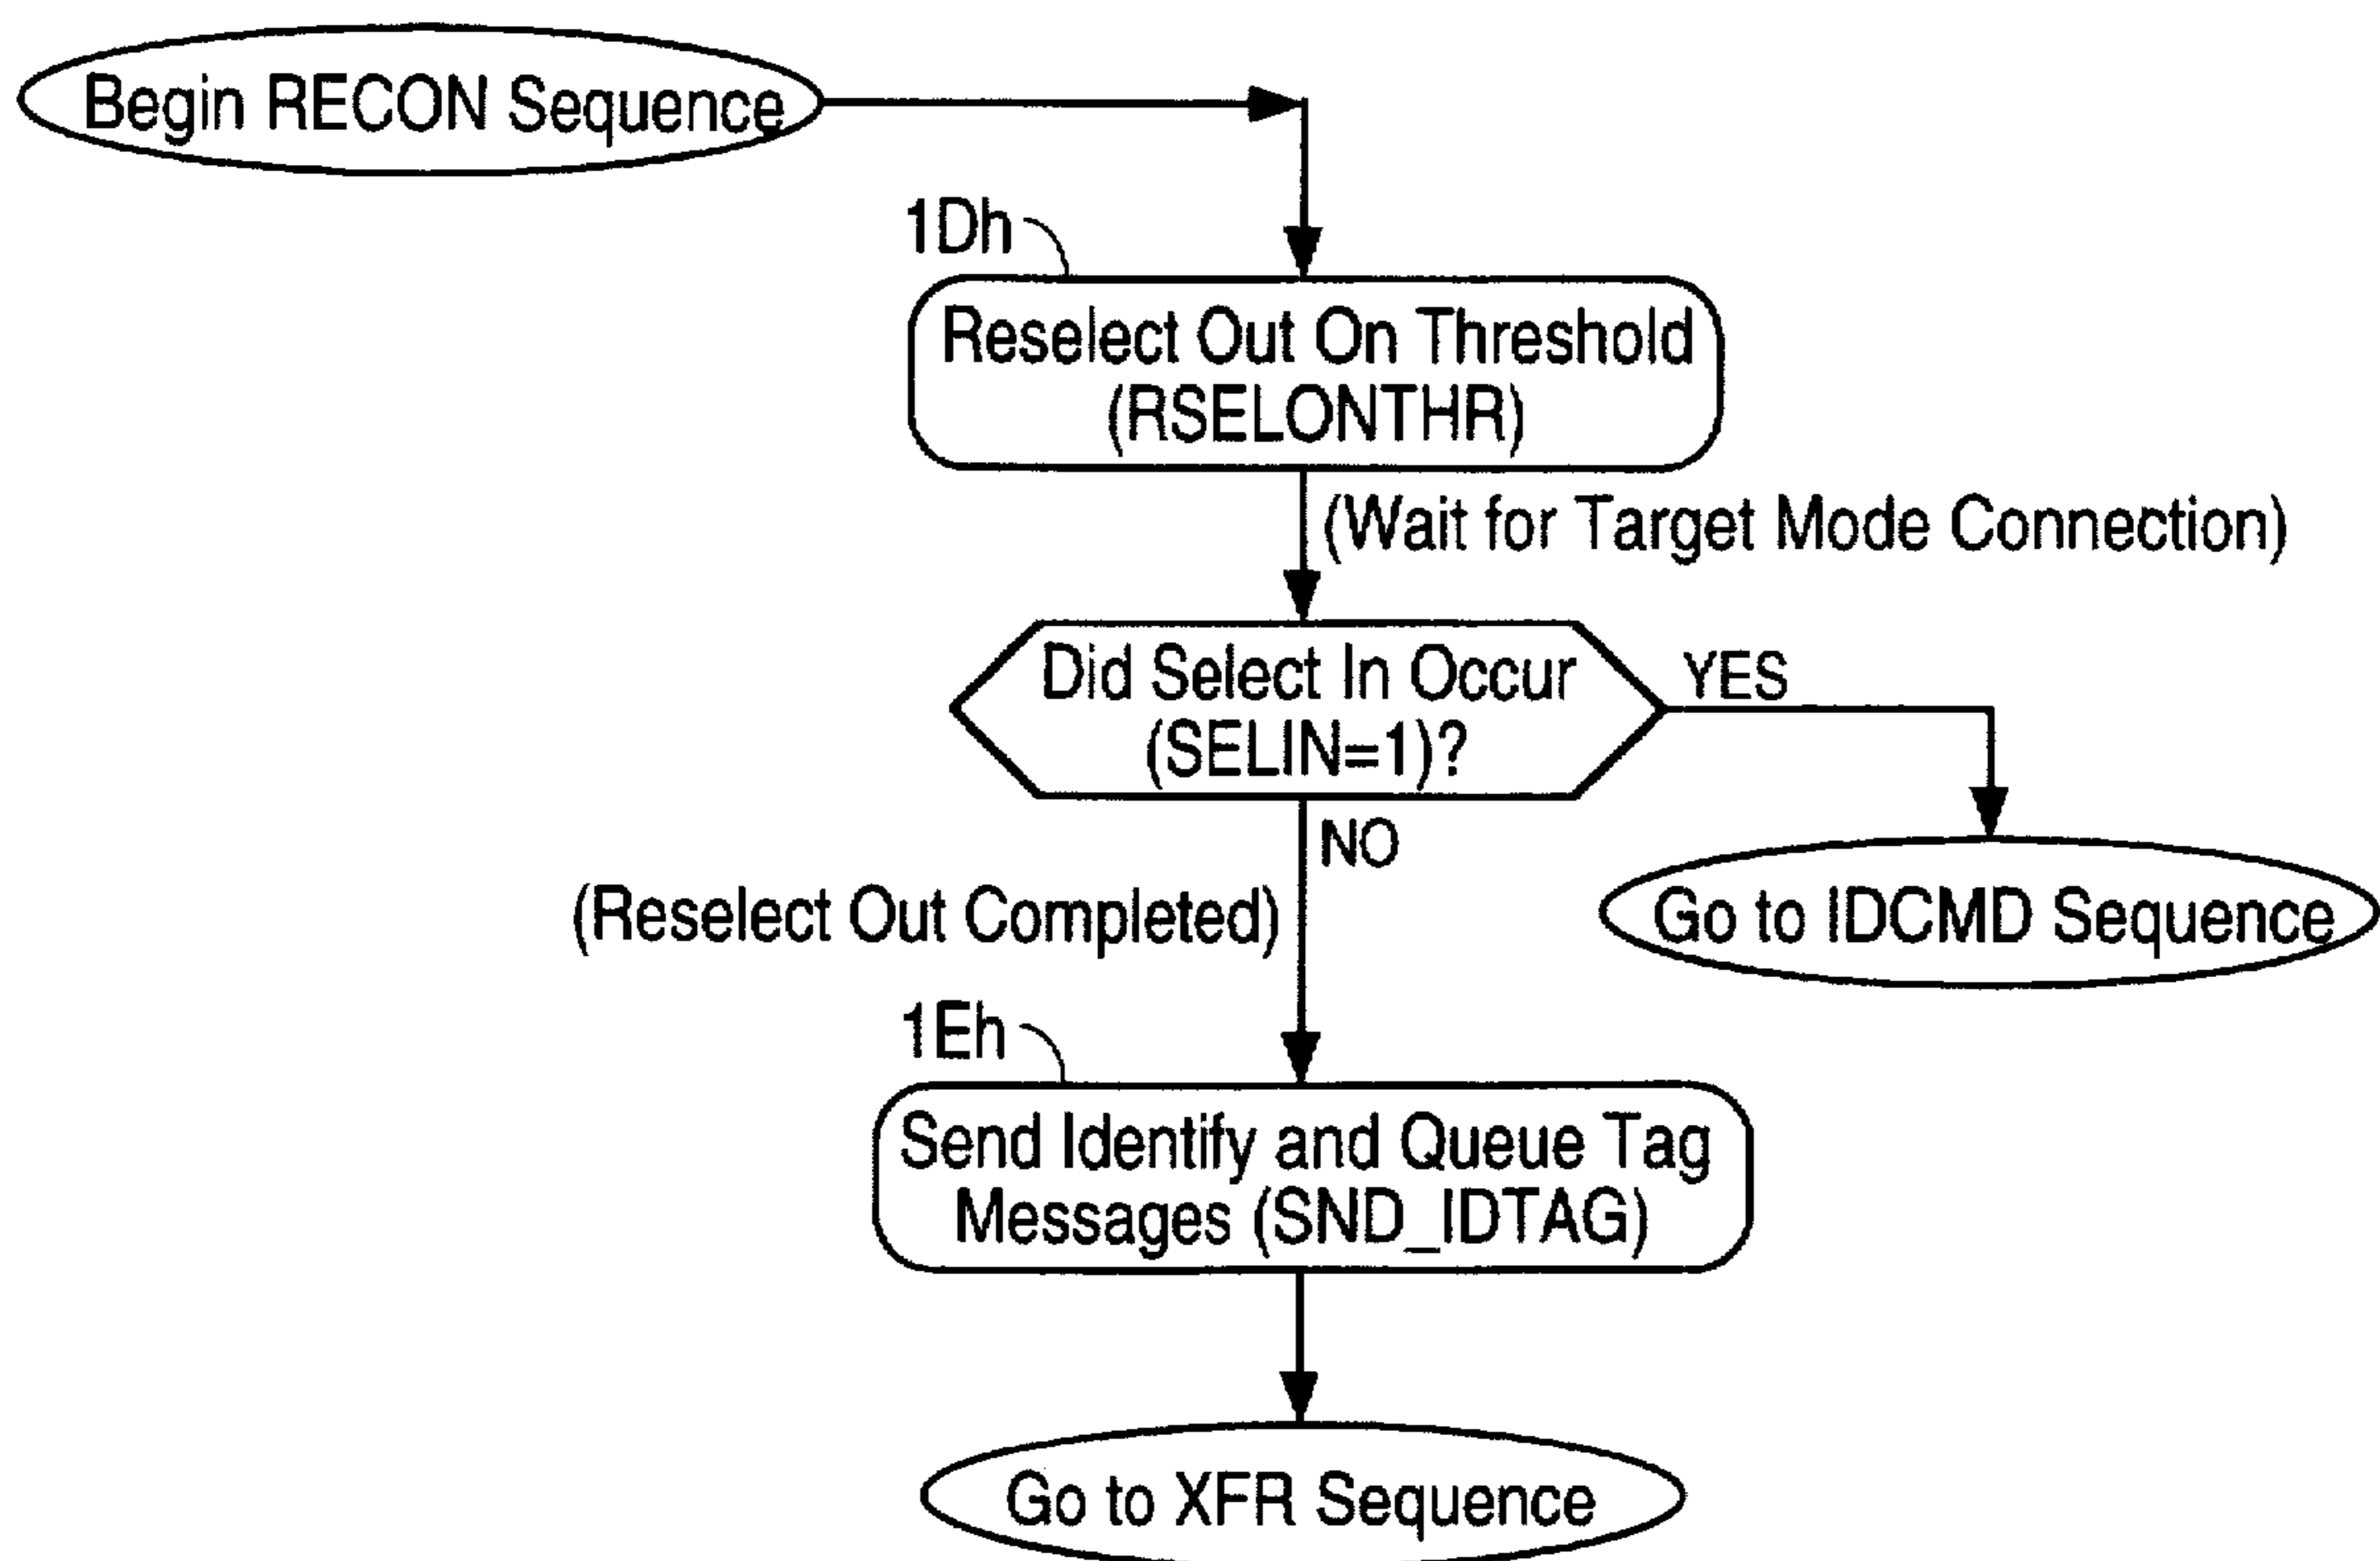 Begin RECON Sequence
1Dh
Reselect Out On Threshold
(RSELONTHR)
(Wait for Target Mode Connection)
Did Select In Occur
(SELIN=1)?
YES
NO
(Reselect Out Completed)
Go to IDCMD Sequence
1Eh
Send Identify and Queue Tag
Messages (SND_IDTAG)
Go to XFR Sequence